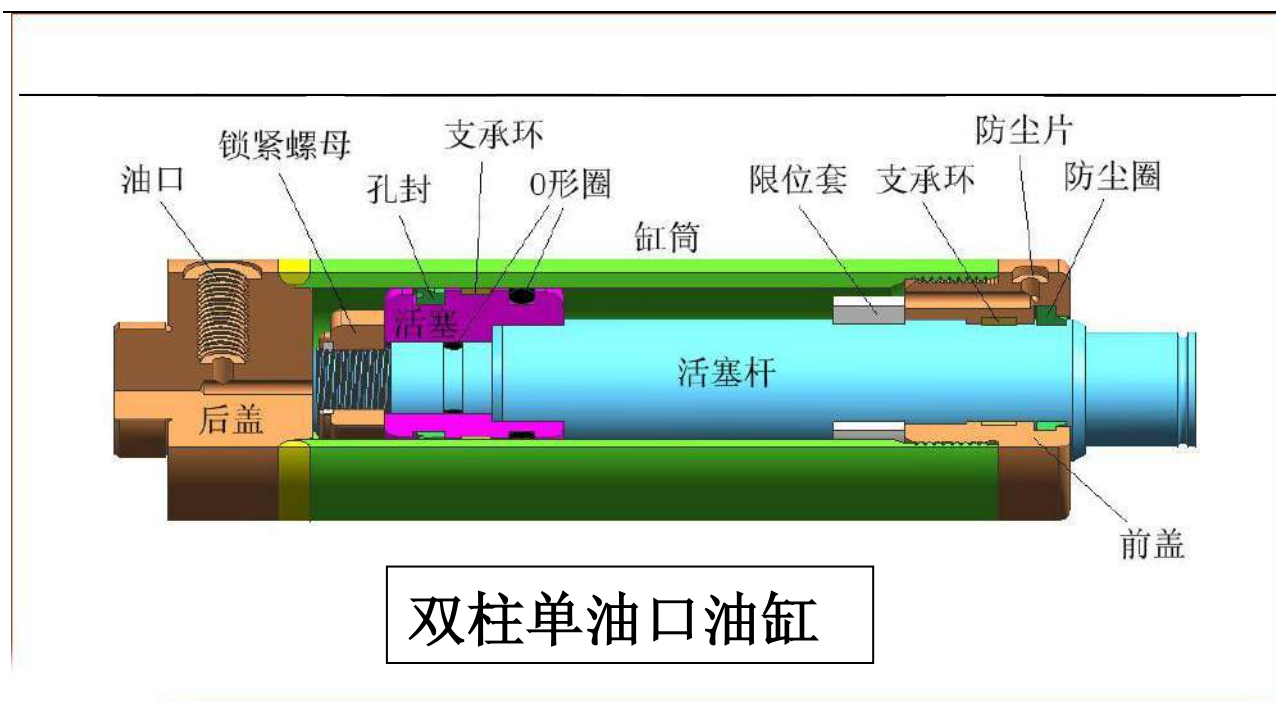 油口
锁紧螺母
孔封
支承环
0形圈
缸筒
限位套
支承环
防尘片
防尘圈
活塞
活塞杆
后盖
前盖
双柱单油口油缸